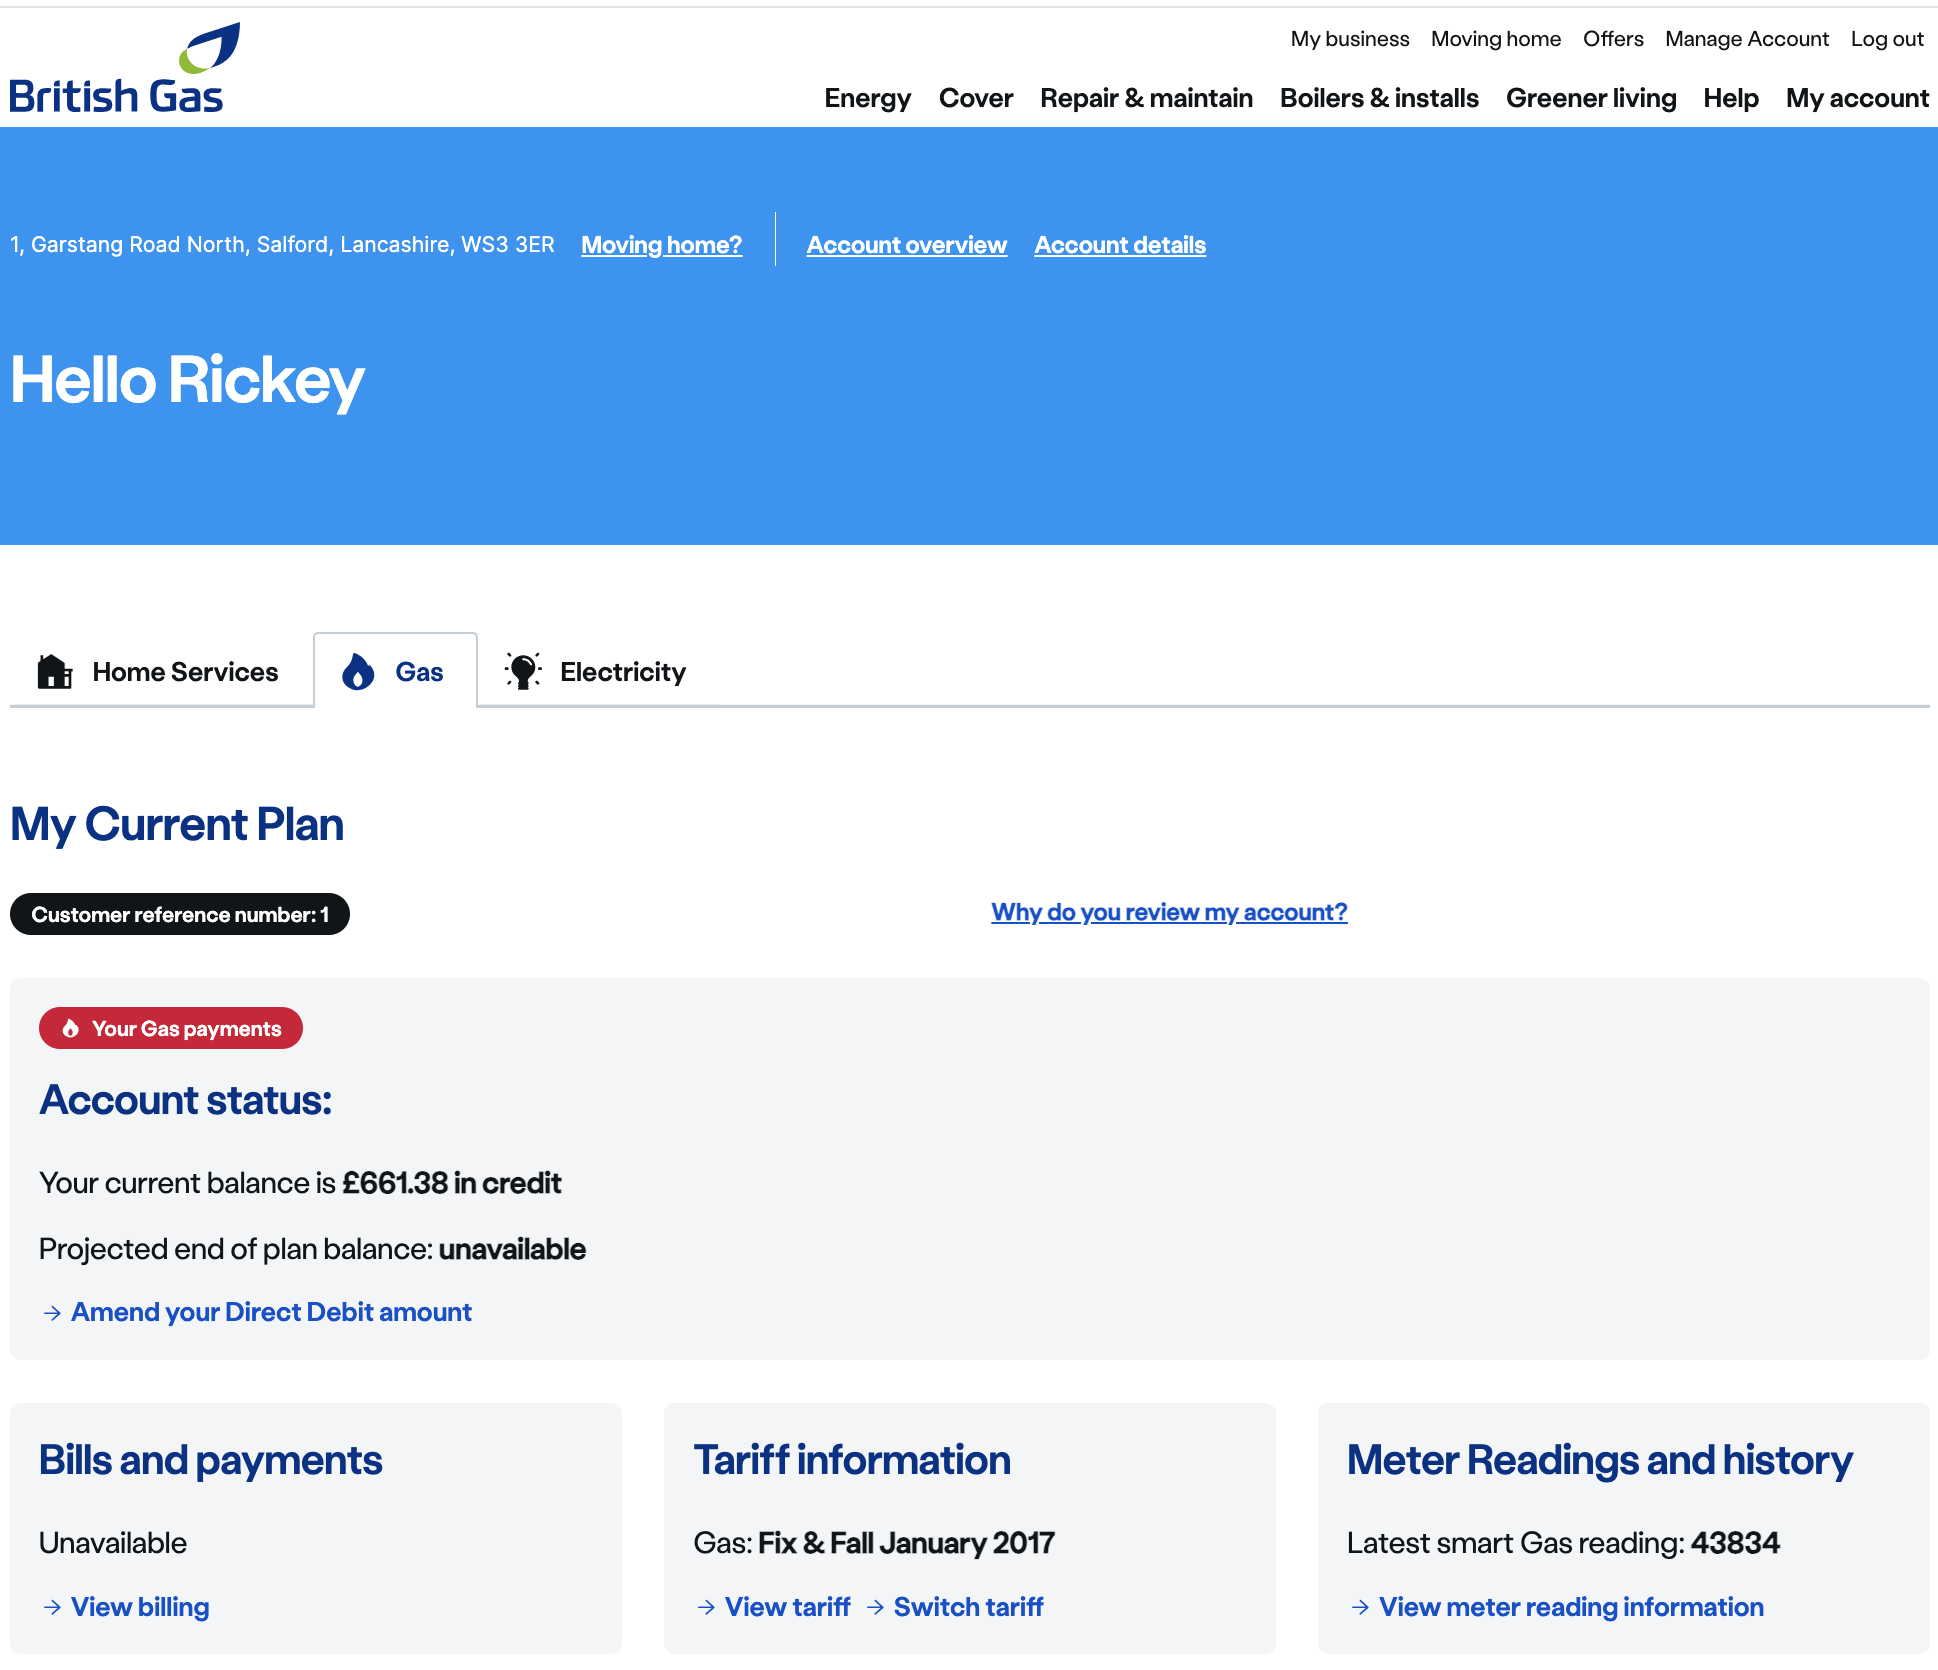 British Gas
My business Moving home Offers Manage Account Log out
Energy Cover Repair & maintain Boilers & installs Greener living Help My account
1, Garstang Road North, Salford, Lancashire, WS3 3ER Moving home? Account overview Account details
Hello Rickey
Home Services Gas Electricity
My Current Plan
Customer reference number: 1 Why do you review my account?
Your Gas payments
Account status:
Your current balance is £661.38 in credit
Projected end of plan balance: unavailable
→ Amend your Direct Debit amount
Bills and payments
Unavailable
→ View billing
Tariff information
Gas: Fix & Fall January 2017
→ View tariff → Switch tariff
Meter Readings and history
Latest smart Gas reading: 43834
→ View meter reading information